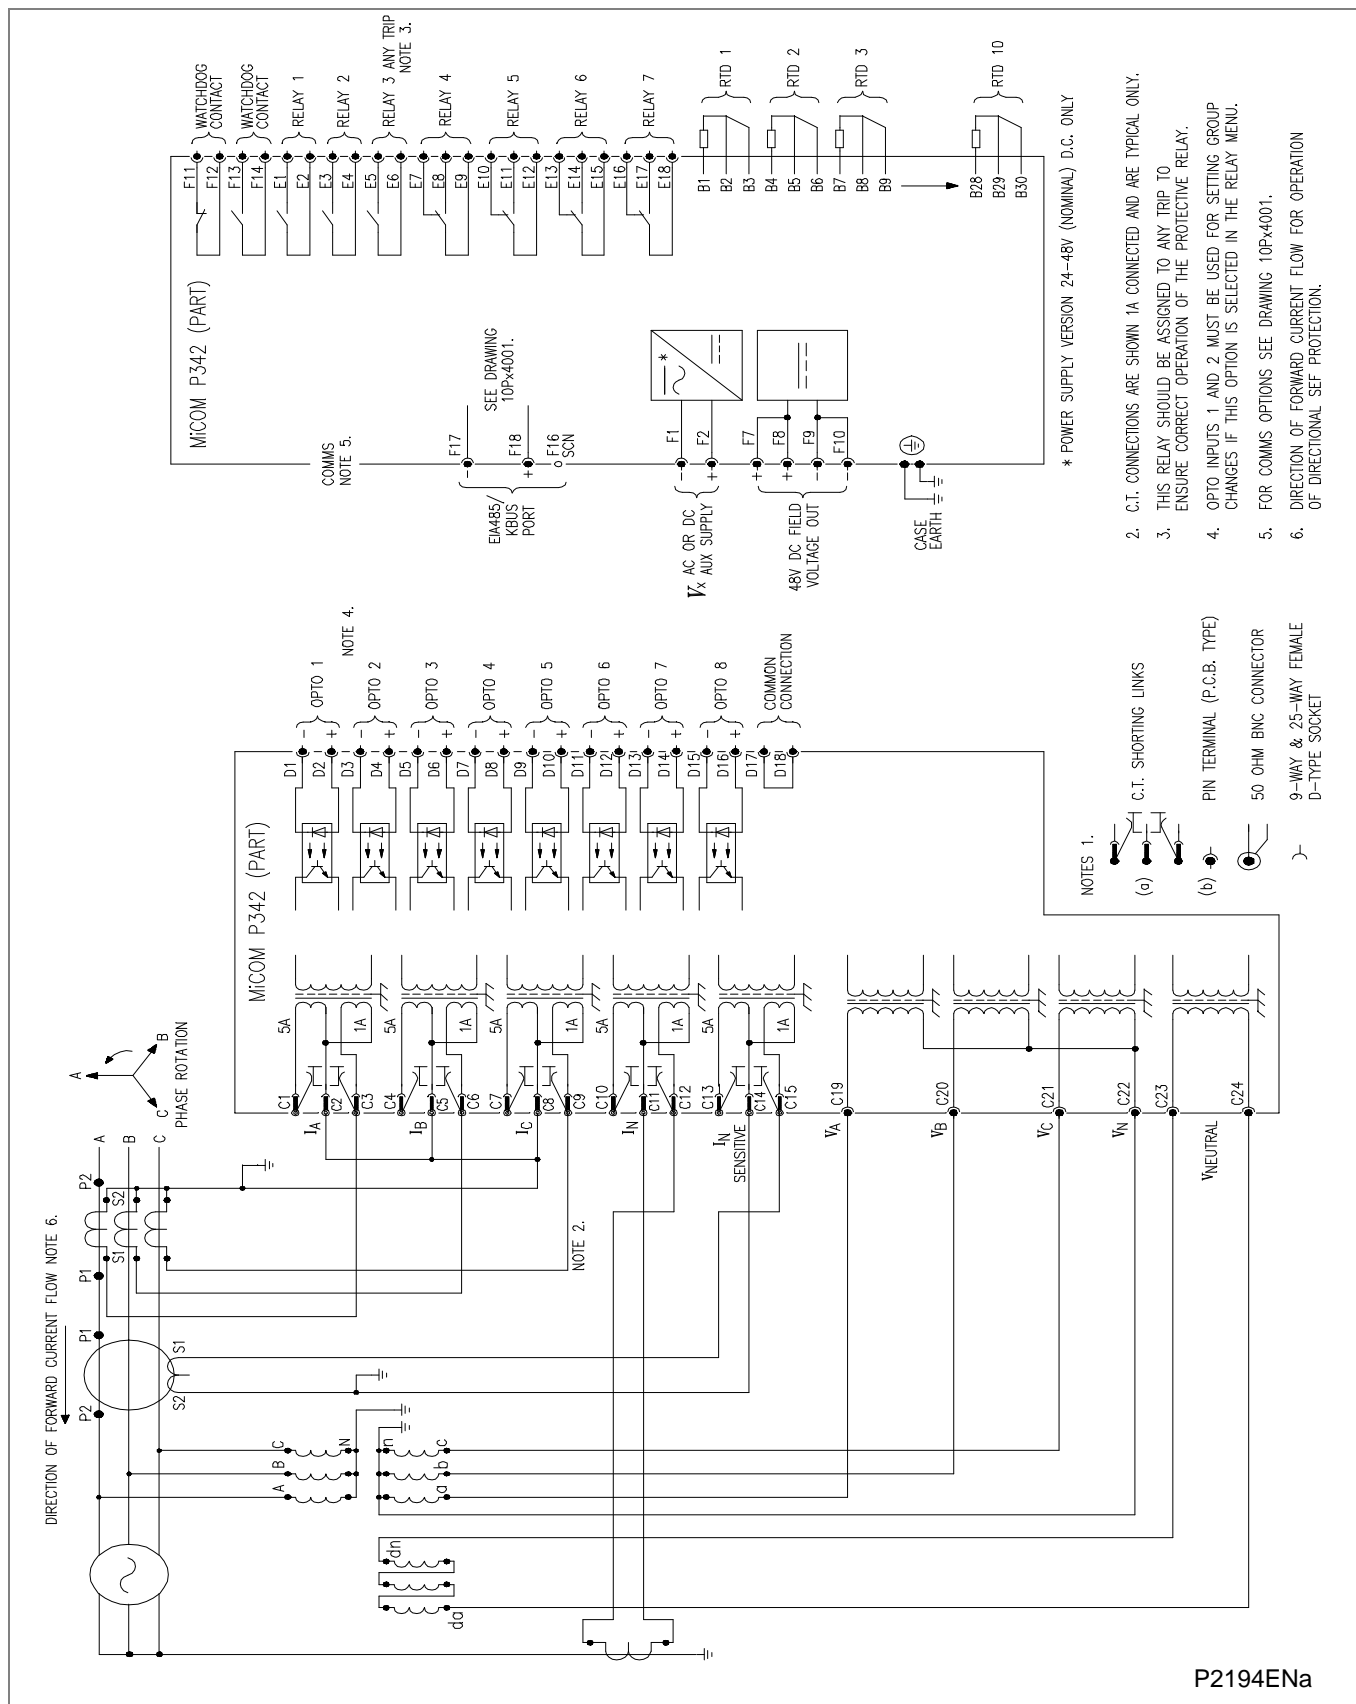 DIRECTION OF FORWARD CURRENT FLOW NOTE 6.
P2
P1
P1
P2
A
B
C
A
B
C
PHASE ROTATION
S1
S2
S2
S1
A
B
C
N
n
a
b
c
da
dn
NOTE 2.
MiCOM P342 (PART)
C1
C2
C3
C4
C5
C6
C7
C8
C9
C10
C11
C12
C13
C14
C15
C19
C20
C21
C22
C23
C24
IA
IB
IC
IN
IN
SENSITIVE
VA
VB
VC
VN
VNEUTRAL
5A
1A
5A
1A
5A
1A
5A
1A
5A
1A
D1
-
D2
+
OPTO 1
NOTE 4.
D3
-
D4
+
OPTO 2
D5
-
D6
+
OPTO 3
D7
-
D8
+
OPTO 4
D9
-
D10
+
OPTO 5
D11
-
D12
+
OPTO 6
D13
-
D14
+
OPTO 7
D15
-
D16
+
OPTO 8
D17
D18
COMMON
CONNECTION
NOTES 1.
(a)
C.T. SHORTING LINKS
(b)
PIN TERMINAL (P.C.B. TYPE)
50 OHM BNC CONNECTOR
9-WAY & 25-WAY FEMALE
D-TYPE SOCKET
MiCOM P342 (PART)
COMMS
NOTE 5.
EIA485/
KBUS
PORT
-
+
F17
F18
F16
SCN
SEE DRAWING
10Px4001.
Vx AC OR DC
AUX SUPPLY
-
+
F1
F2
*
48V DC FIELD
VOLTAGE OUT
+
+
-
-
F7
F8
F9
F10
CASE
EARTH
F11
F12
WATCHDOG
CONTACT
F13
F14
WATCHDOG
CONTACT
E1
E2
RELAY 1
E3
E4
RELAY 2
E5
E6
RELAY 3 ANY TRIP
NOTE 3.
E7
E8
E9
RELAY 4
E10
E11
E12
RELAY 5
E13
E14
E15
RELAY 6
E16
E17
E18
RELAY 7
B1
B2
B3
RTD 1
B4
B5
B6
RTD 2
B7
B8
B9
RTD 3
B28
B29
B30
RTD 10
* POWER SUPPLY VERSION 24-48V (NOMINAL) D.C. ONLY
2. C.T. CONNECTIONS ARE SHOWN 1A CONNECTED AND ARE TYPICAL ONLY.
3. THIS RELAY SHOULD BE ASSIGNED TO ANY TRIP TO
ENSURE CORRECT OPERATION OF THE PROTECTIVE RELAY.
4. OPTO INPUTS 1 AND 2 MUST BE USED FOR SETTING GROUP
CHANGES IF THIS OPTION IS SELECTED IN THE RELAY MENU.
5. FOR COMMS OPTIONS SEE DRAWING 10Px4001.
6. DIRECTION OF FORWARD CURRENT FLOW FOR OPERATION
OF DIRECTIONAL SEF PROTECTION.
P2194ENa